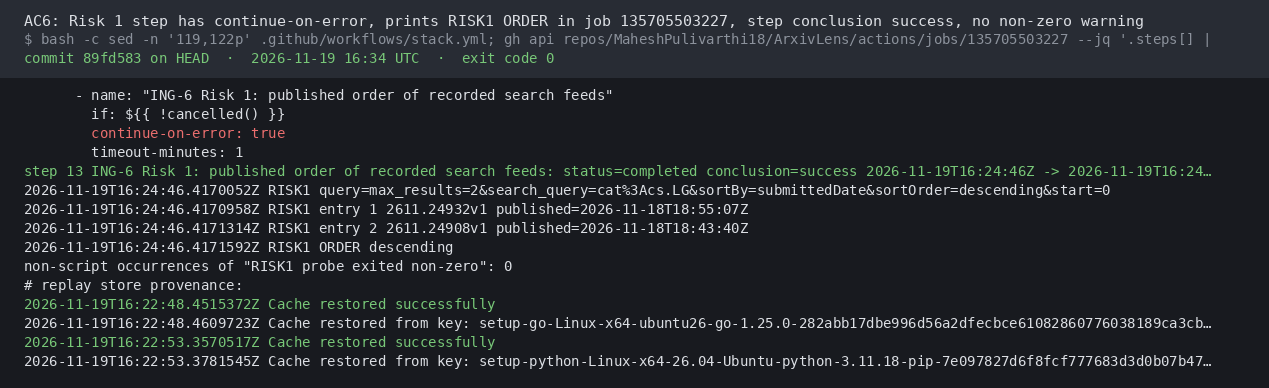 AC6: Risk 1 step has continue-on-error, prints RISK1 ORDER in job 135705503227, step conclusion success, no non-zero warning
$ bash -c sed -n '119,122p' .github/workflows/stack.yml; gh api repos/MaheshPulivarthi18/ArxivLens/actions/jobs/135705503227 --jq '.steps[] |
commit 89fd583 on HEAD · 2026-11-19 16:34 UTC · exit code 0
- name: "ING-6 Risk 1: published order of recorded search feeds"
if: ${{ !cancelled() }}
continue-on-error: true
timeout-minutes: 1
step 13 ING-6 Risk 1: published order of recorded search feeds: status=completed conclusion=success 2026-11-19T16:24:46Z -> 2026-11-19T16:24…
2026-11-19T16:24:46.4170052Z RISK1 query=max_results=2&search_query=cat%3Acs.LG&sortBy=submittedDate&sortOrder=descending&start=0
2026-11-19T16:24:46.4170958Z RISK1 entry 1 2611.24932v1 published=2026-11-18T18:55:07Z
2026-11-19T16:24:46.4171314Z RISK1 entry 2 2611.24908v1 published=2026-11-18T18:43:40Z
2026-11-19T16:24:46.4171592Z RISK1 ORDER descending
non-script occurrences of "RISK1 probe exited non-zero": 0
# replay store provenance:
2026-11-19T16:22:48.4515372Z Cache restored successfully
2026-11-19T16:22:48.4609723Z Cache restored from key: setup-go-Linux-x64-ubuntu26-go-1.25.0-282abb17dbe996d56a2dfecbce61082860776038189ca3cb…
2026-11-19T16:22:53.3570517Z Cache restored successfully
2026-11-19T16:22:53.3781545Z Cache restored from key: setup-python-Linux-x64-26.04-Ubuntu-python-3.11.18-pip-7e097827d6f8fcf777683d3d0b07b47…